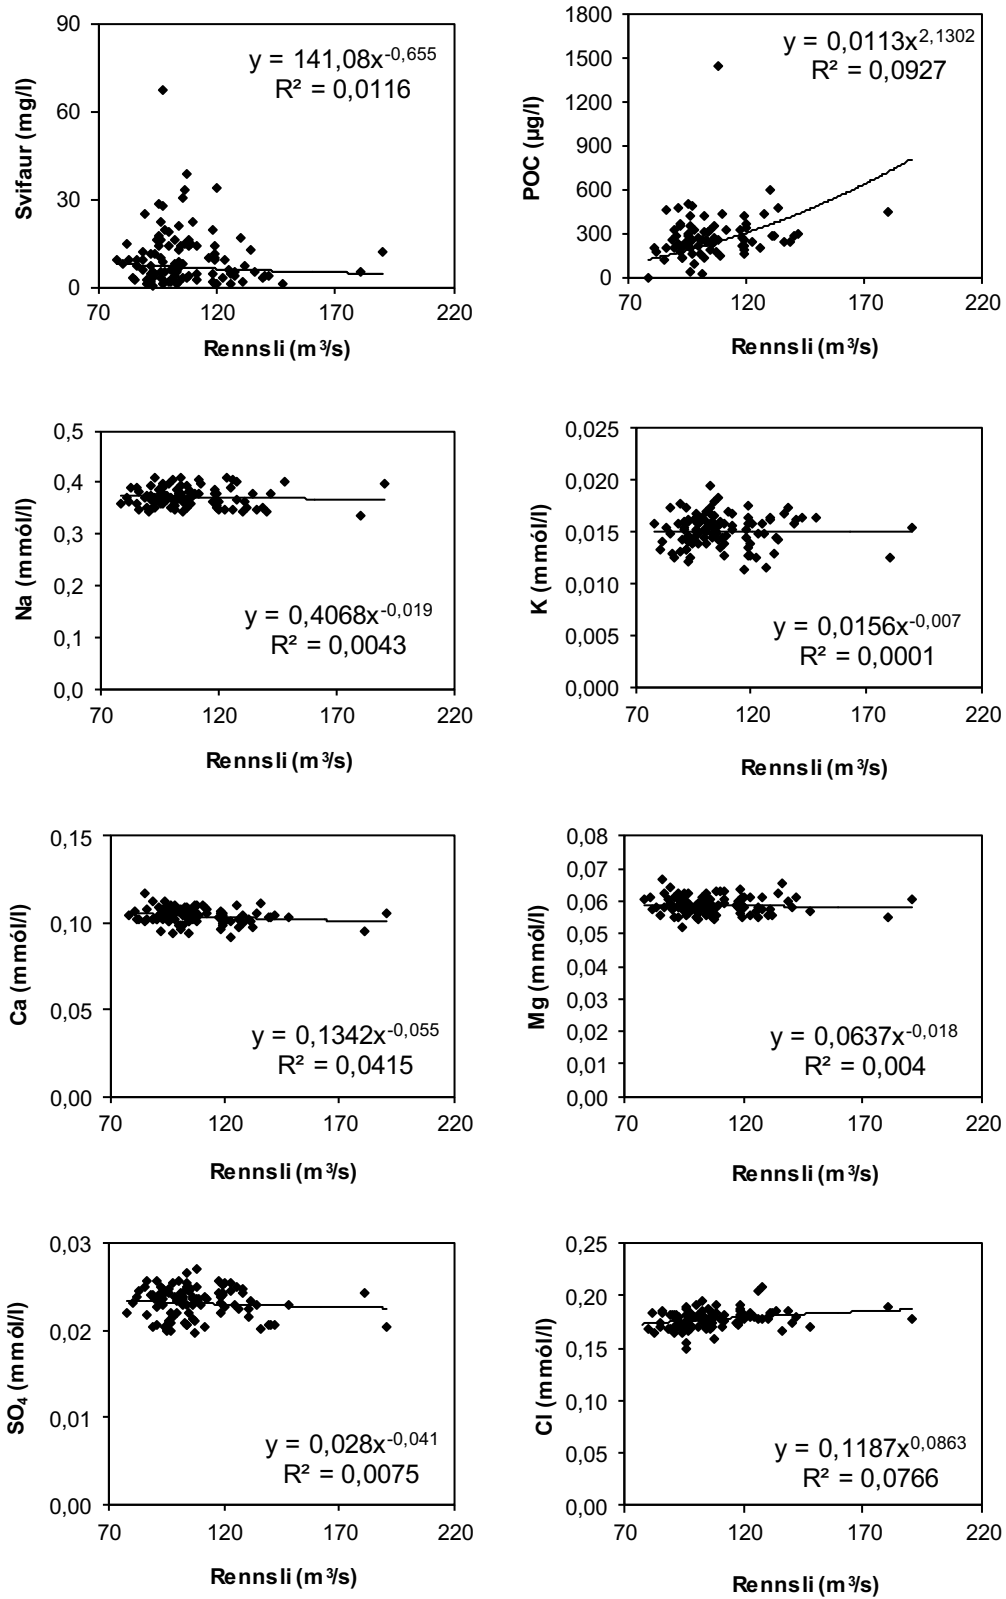 90
60
30
0
Svifaur (mg/l)
y = 141,08x^-0,655
R² = 0,0116
70 120 170 220
Rennsli (m³/s)
1800
1500
1200
900
600
300
0
POC (µg/l)
y = 0,0113x^2,1302
R² = 0,0927
70 120 170 220
Rennsli (m³/s)
0,5
0,4
0,3
0,2
0,1
0,0
Na (mmól/l)
y = 0,4068x^-0,019
R² = 0,0043
70 120 170 220
Rennsli (m³/s)
0,025
0,020
0,015
0,010
0,005
0,000
K (mmól/l)
y = 0,0156x^-0,007
R² = 0,0001
70 120 170 220
Rennsli (m³/s)
0,15
0,10
0,05
0,00
Ca (mmól/l)
y = 0,1342x^-0,055
R² = 0,0415
70 120 170 220
Rennsli (m³/s)
0,08
0,07
0,06
0,05
0,04
0,03
0,02
0,01
0,00
Mg (mmól/l)
y = 0,0637x^-0,018
R² = 0,004
70 120 170 220
Rennsli (m³/s)
0,03
0,02
0,01
0,00
SO₄ (mmól/l)
y = 0,028x^-0,041
R² = 0,0075
70 120 170 220
Rennsli (m³/s)
0,25
0,20
0,15
0,10
0,05
0,00
Cl (mmól/l)
y = 0,1187x^0,0863
R² = 0,0766
70 120 170 220
Rennsli (m³/s)